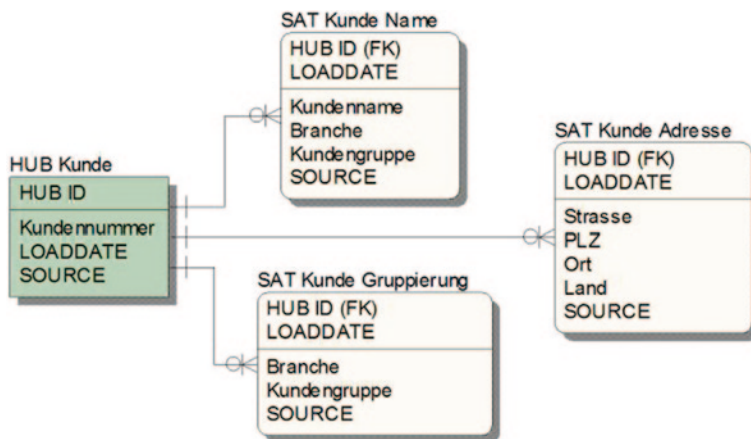 SAT Kunde Name
HUB ID (FK)
LOADDATE
Kundenname
Branche
Kundengruppe
SOURCE
HUB Kunde
HUB ID
Kundennummer
LOADDATE
SOURCE
SAT Kunde Adresse
HUB ID (FK)
LOADDATE
Strasse
PLZ
Ort
Land
SOURCE
SAT Kunde Gruppierung
HUB ID (FK)
LOADDATE
Branche
Kundengruppe
SOURCE